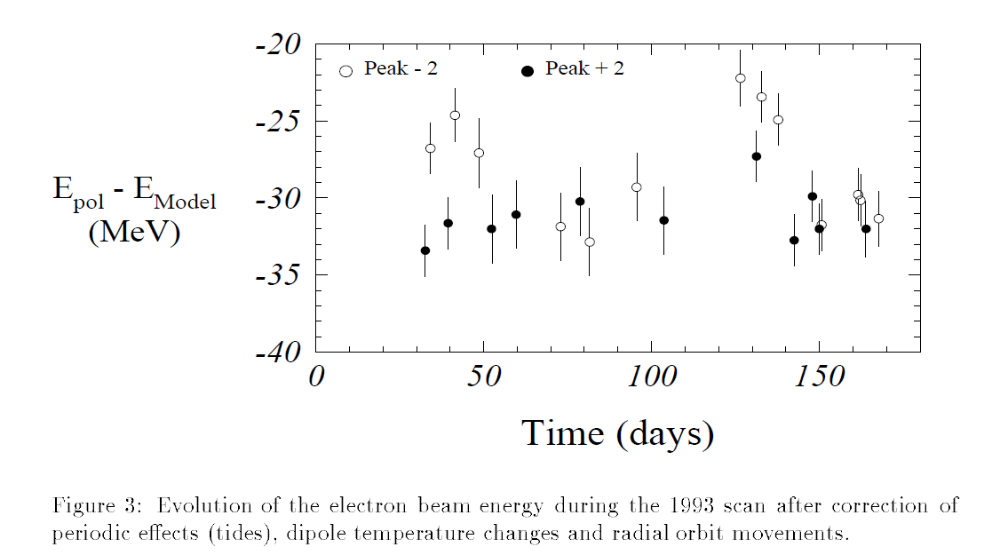 -20
Peak - 2
Peak + 2
-25
-30
E_pol - E_Model
(MeV)
-35
-40
0
50
100
150
Time (days)
Figure 3: Evolution of the electron beam energy during the 1993 scan after correction of
periodic effects (tides), dipole temperature changes and radial orbit movements.